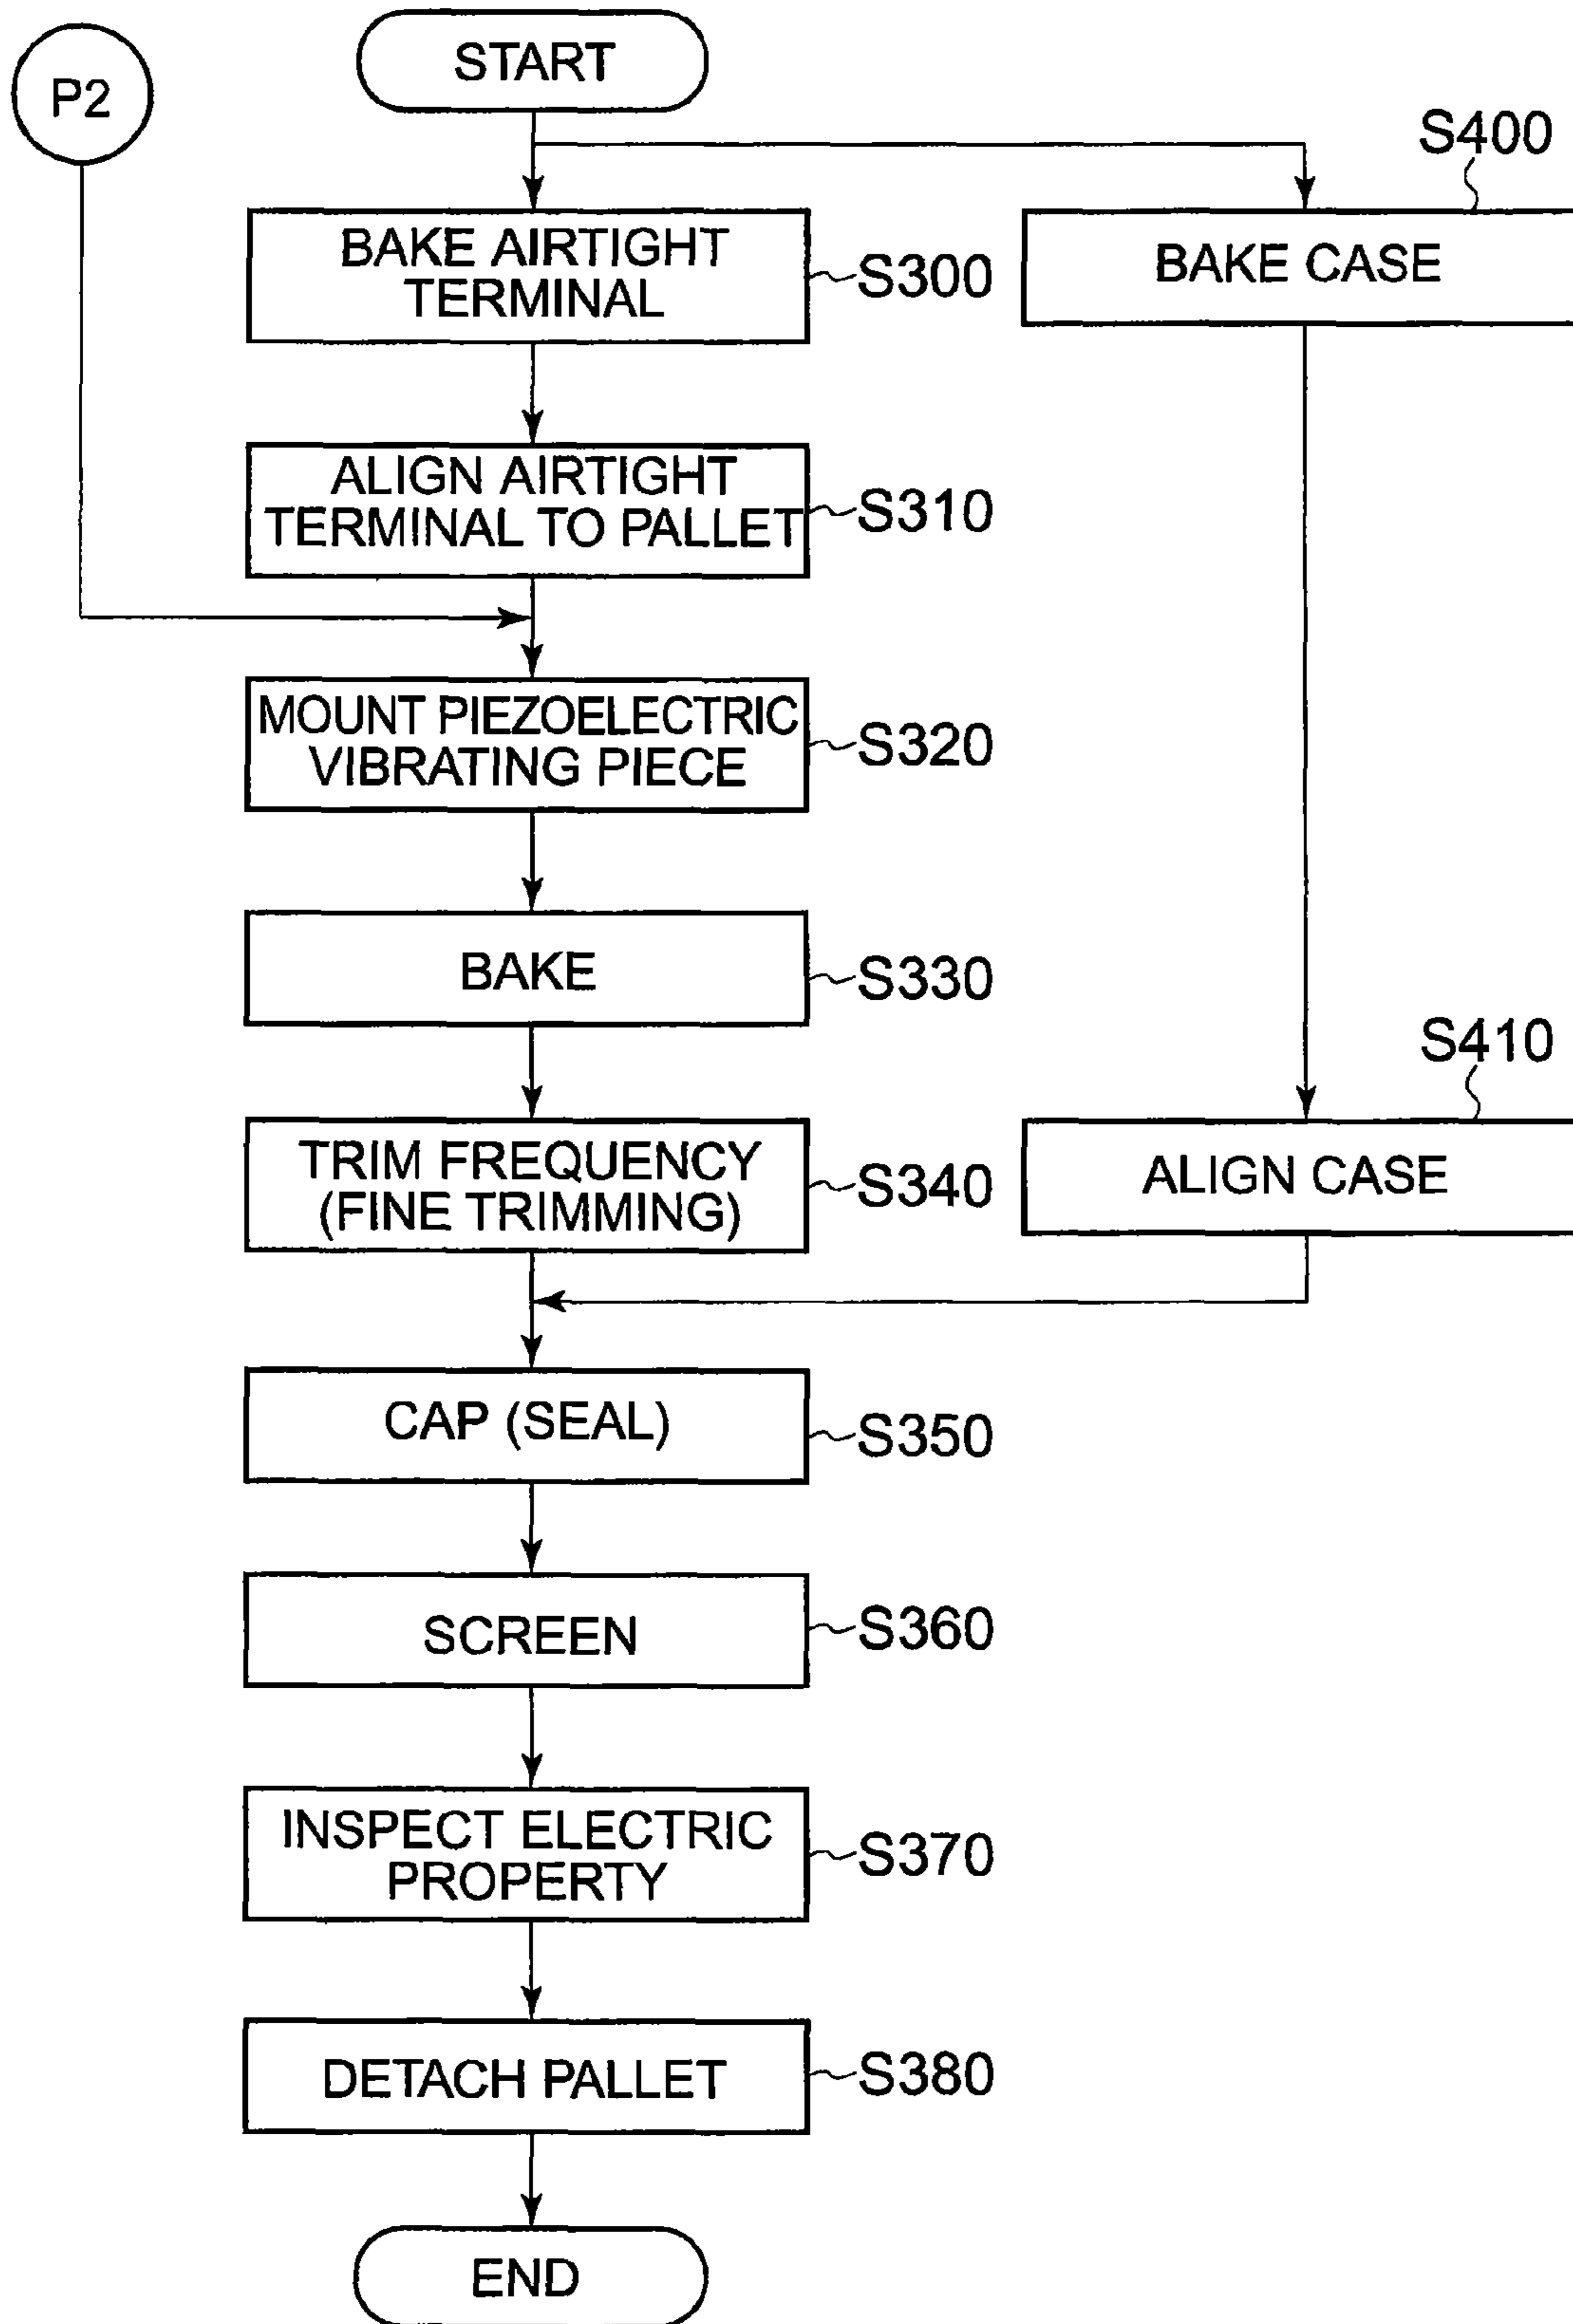 START
P2
S400
BAKE AIRTIGHT
TERMINAL
S300
BAKE CASE
ALIGN AIRTIGHT
TERMINAL TO PALLET
S310
MOUNT PIEZOELECTRIC
VIBRATING PIECE
S320
BAKE
S330
S410
TRIM FREQUENCY
(FINE TRIMMING)
S340
ALIGN CASE
CAP (SEAL)
S350
SCREEN
S360
INSPECT ELECTRIC
PROPERTY
S370
DETACH PALLET
S380
END